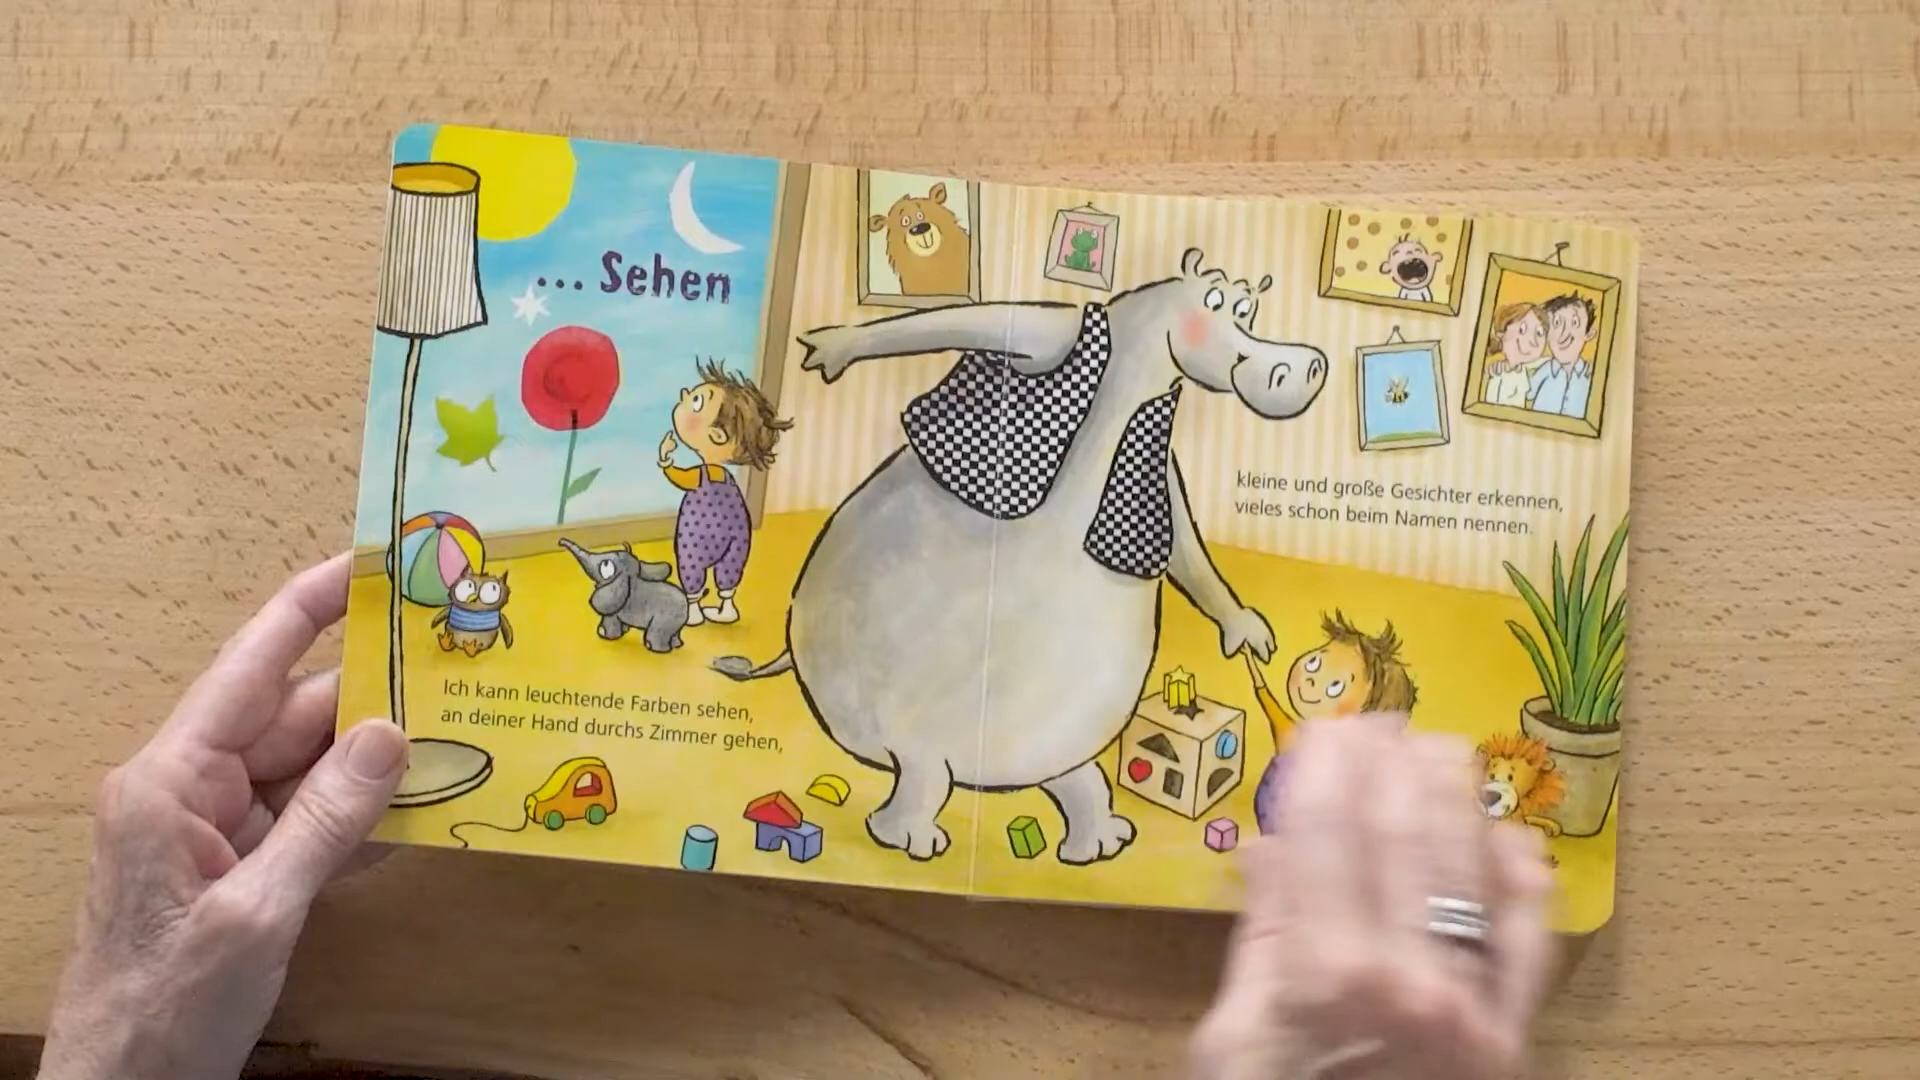 ... Sehen
Ich kann leuchtende Farben sehen,
an deiner Hand durchs Zimmer gehen,
kleine und große Gesichter erkennen,
vieles schon beim Namen nennen.